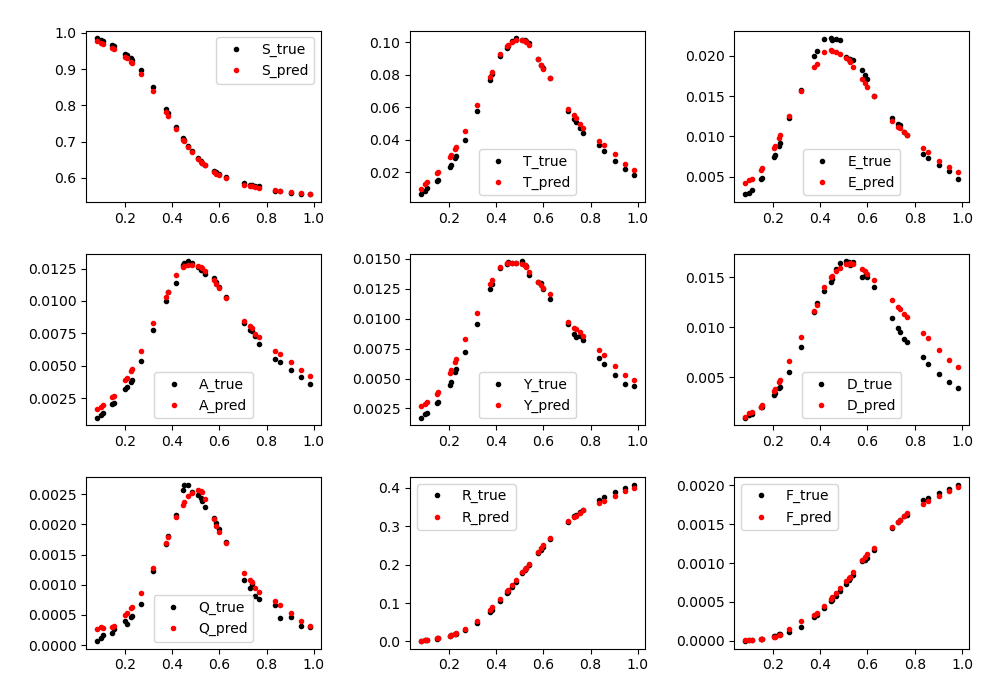 1.0
0.9
0.8
0.7
0.6
S_true
S_pred
0.2 0.4 0.6 0.8 1.0
0.10
0.08
0.06
0.04
0.02
T_true
T_pred
0.2 0.4 0.6 0.8 1.0
0.020
0.015
0.010
0.005
E_true
E_pred
0.2 0.4 0.6 0.8 1.0
0.0125
0.0100
0.0075
0.0050
0.0025
A_true
A_pred
0.2 0.4 0.6 0.8 1.0
0.0150
0.0125
0.0100
0.0075
0.0050
0.0025
Y_true
Y_pred
0.2 0.4 0.6 0.8 1.0
0.015
0.010
0.005
D_true
D_pred
0.2 0.4 0.6 0.8 1.0
0.0025
0.0020
0.0015
0.0010
0.0005
0.0000
Q_true
Q_pred
0.2 0.4 0.6 0.8 1.0
0.4
0.3
0.2
0.1
0.0
R_true
R_pred
0.2 0.4 0.6 0.8 1.0
0.0020
0.0015
0.0010
0.0005
0.0000
F_true
F_pred
0.2 0.4 0.6 0.8 1.0